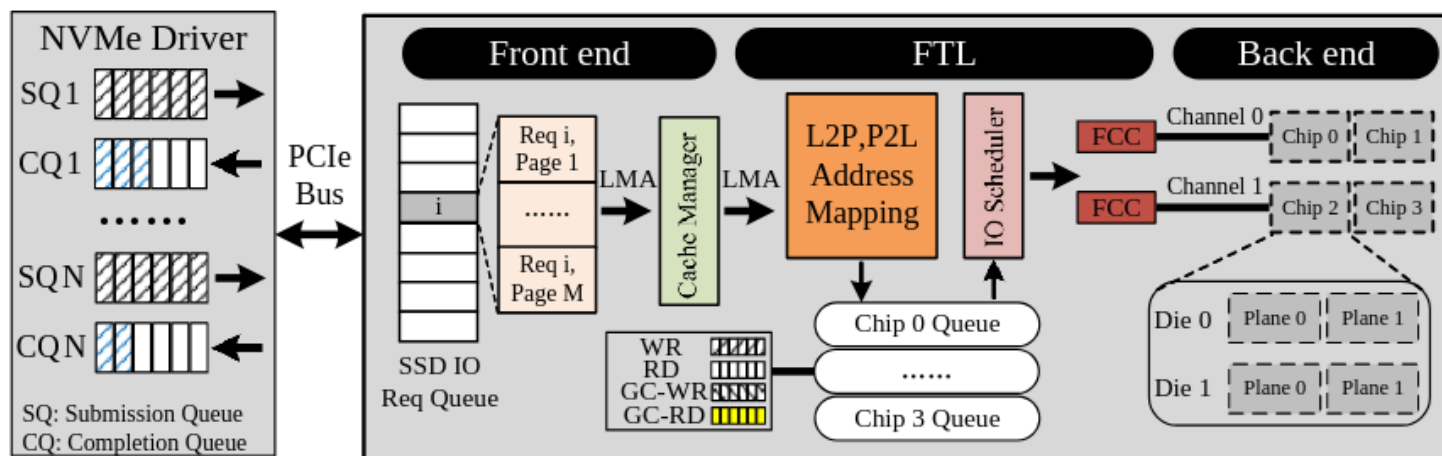 NVMe Driver
SQ1
CQ1
......
SQN
CQN
SQ: Submission Queue
CQ: Completion Queue
PCIe
Bus
Front end
FTL
Back end
i
SSD IO
Req Queue
Req i,
Page 1
......
Req i,
Page M
LMA
Cache Manager
LMA
L2P,P2L
Address
Mapping
IO Scheduler
WR
RD
GC-WR
GC-RD
Chip 0 Queue
......
Chip 3 Queue
FCC
Channel 0
Chip 0
Chip 1
FCC
Channel 1
Chip 2
Chip 3
Die 0
Plane 0
Plane 1
Die 1
Plane 0
Plane 1